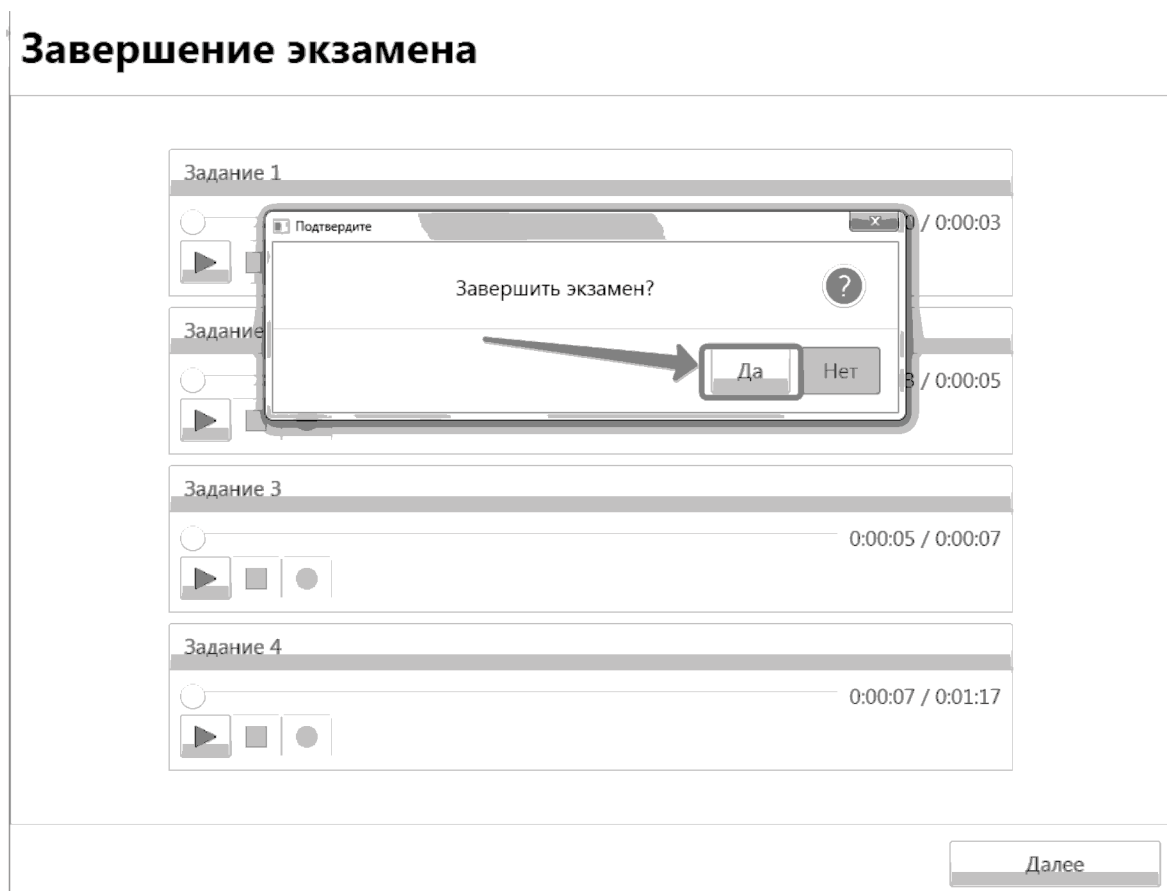 Завершение экзамена
Задание 1
/ 0:00:03
Подтвердите
Завершить экзамен?
?
Задание
Да
Нет
/ 0:00:05
Задание 3
0:00:05 / 0:00:07
Задание 4
0:00:07 / 0:01:17
Далее